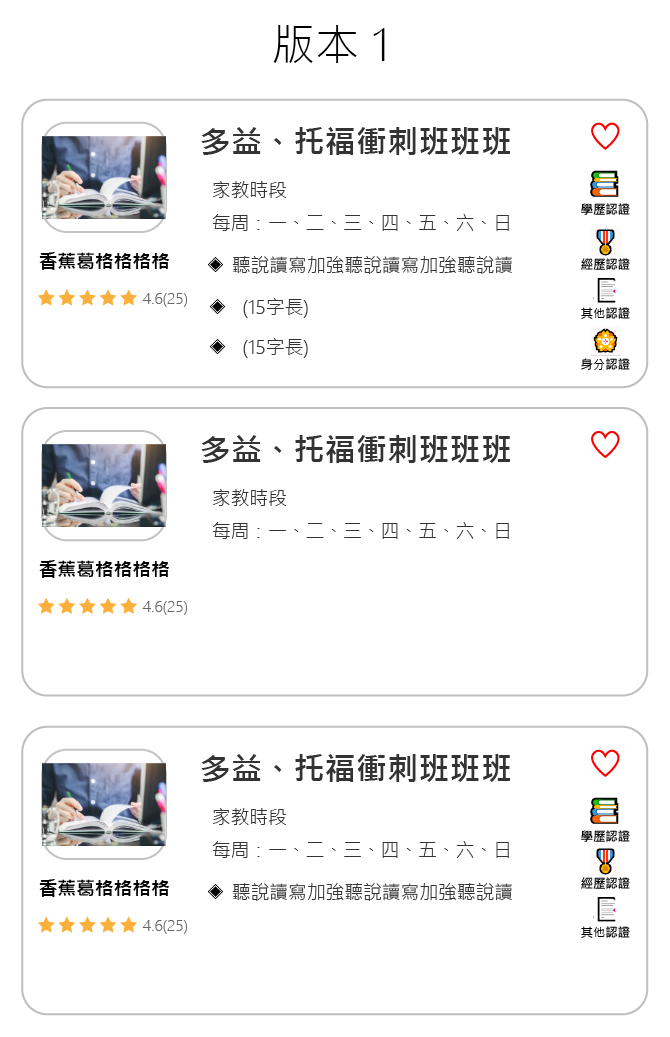 版本 1
多益、托福衝刺班班班
家教時段
每周：一、二、三、四、五、六、日
聽說讀寫加強聽說讀寫加強聽說讀
(15字長)
(15字長)
香蕉葛格格格格
4.6(25)
學歷認證
經歷認證
其他認證
身分認證
多益、托福衝刺班班班
家教時段
每周：一、二、三、四、五、六、日
香蕉葛格格格格
4.6(25)
多益、托福衝刺班班班
家教時段
每周：一、二、三、四、五、六、日
聽說讀寫加強聽說讀寫加強聽說讀
香蕉葛格格格格
4.6(25)
學歷認證
經歷認證
其他認證